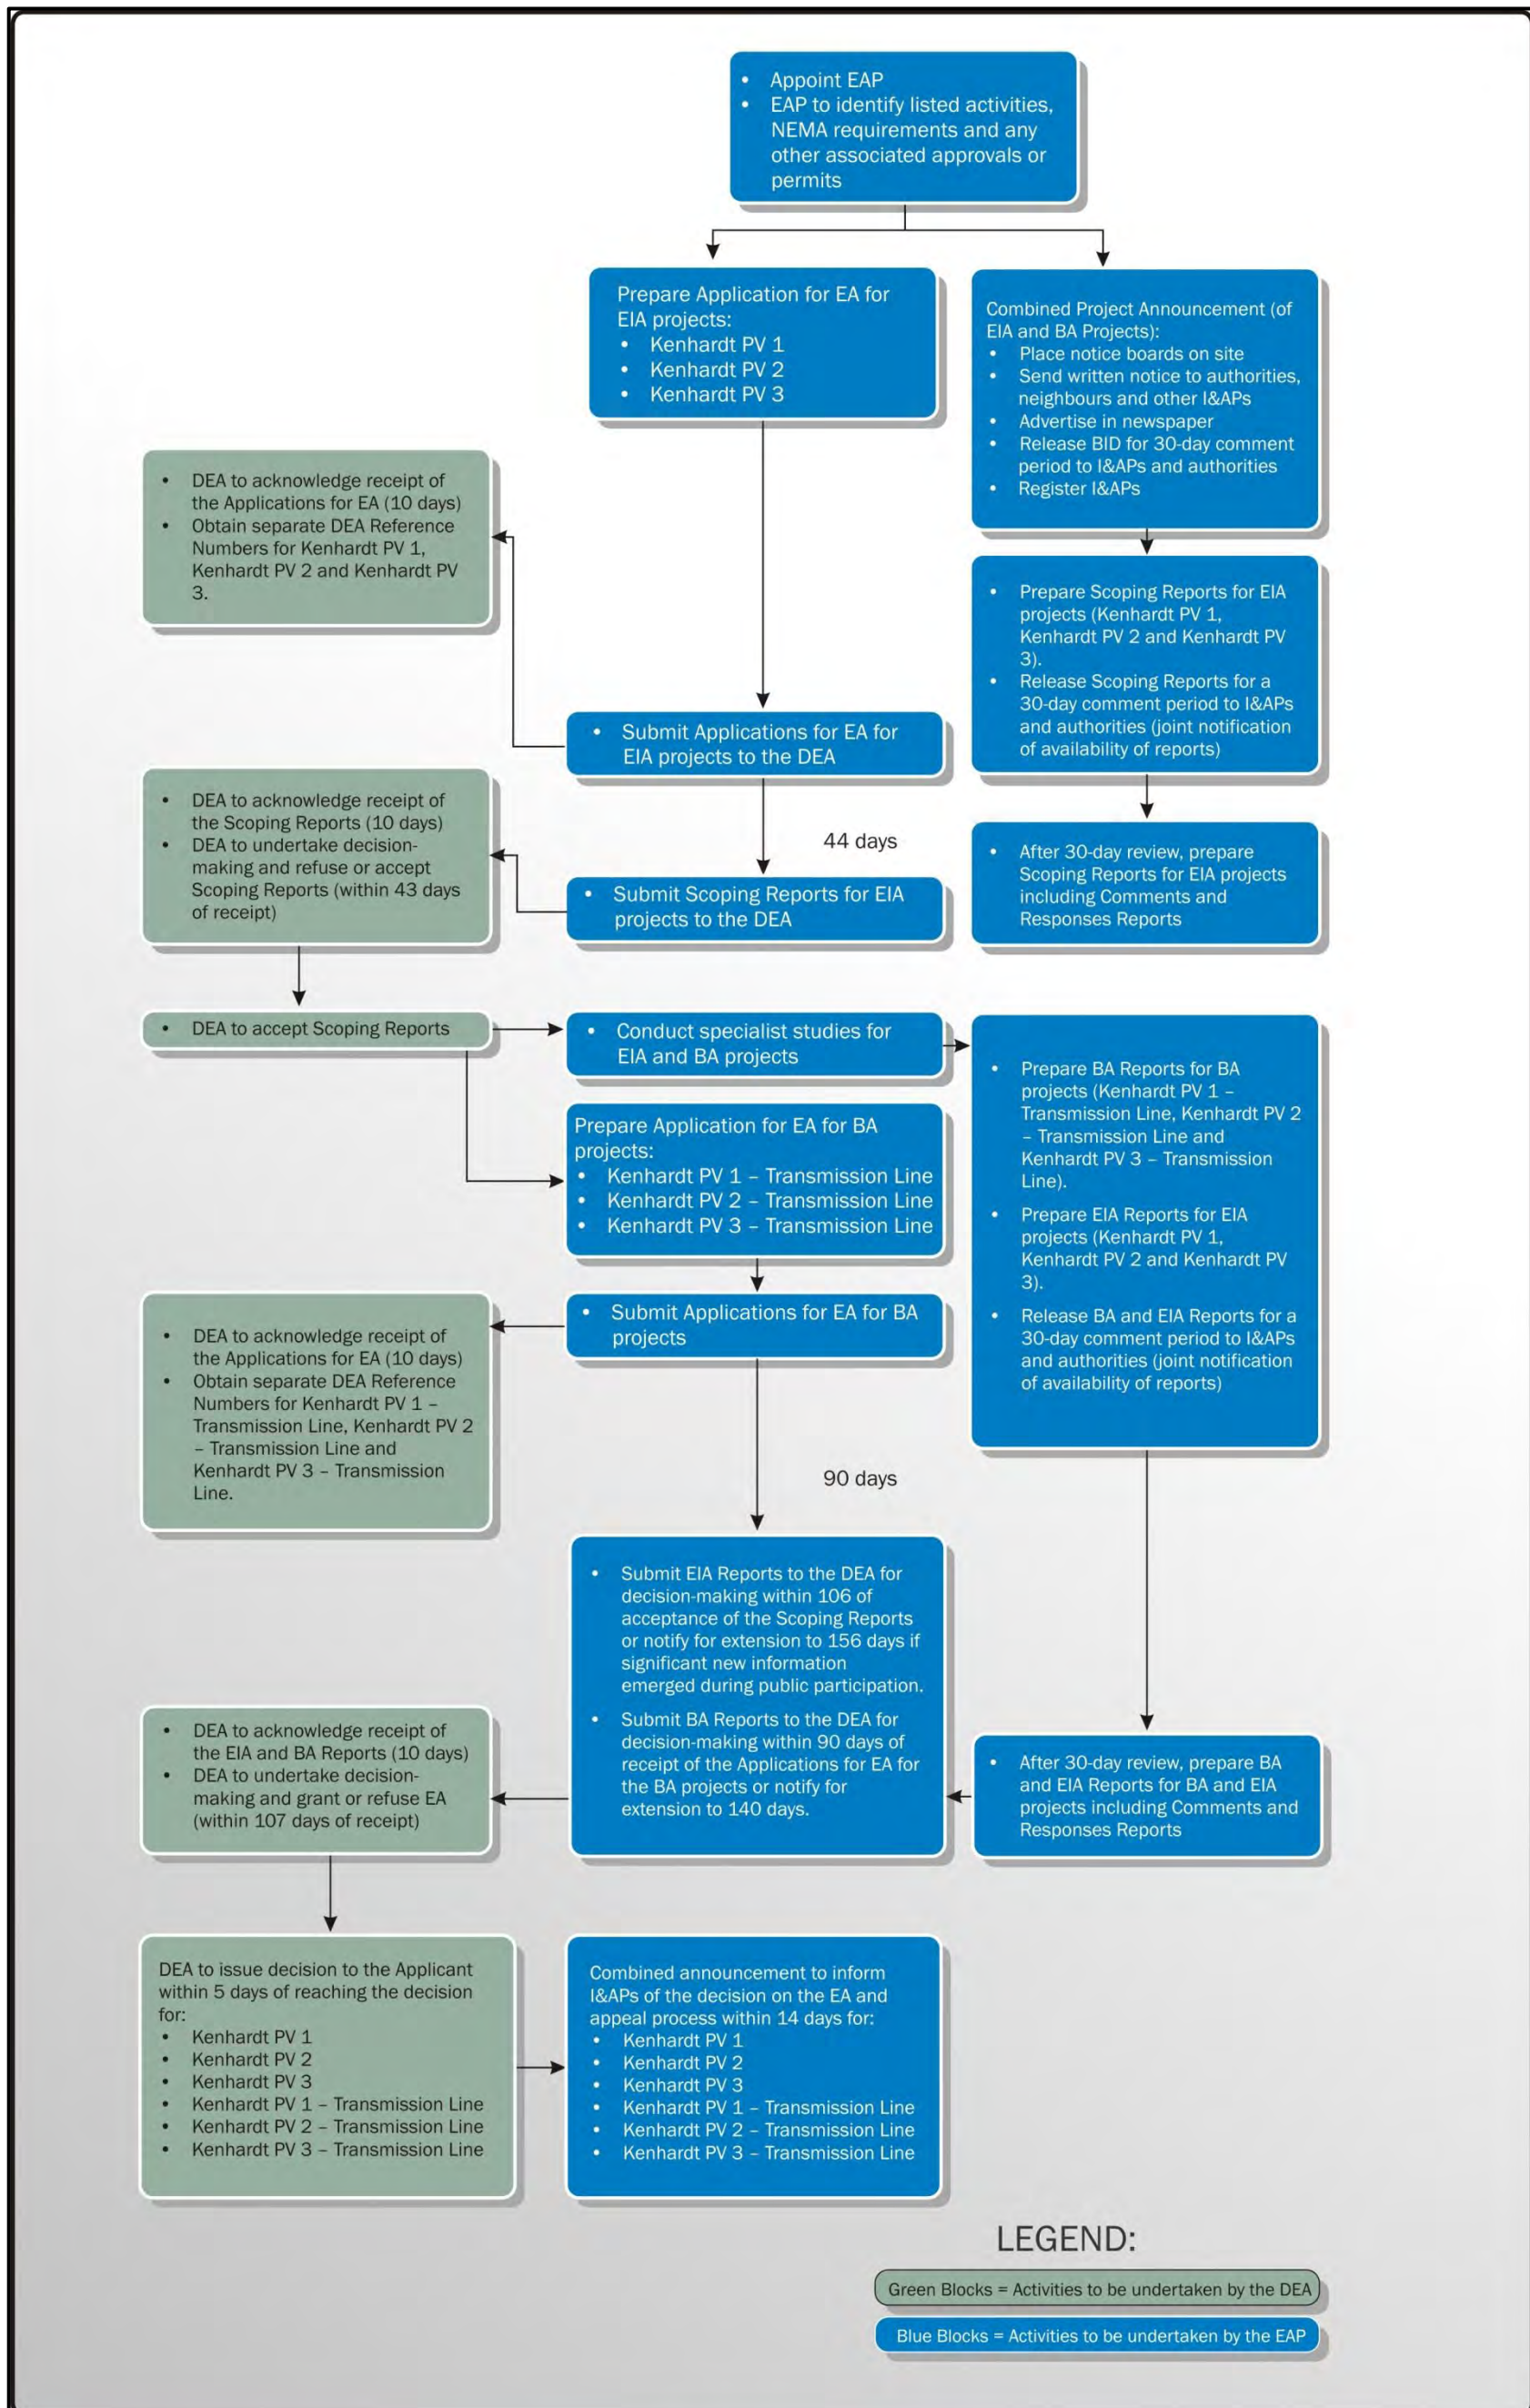 • Appoint EAP
• EAP to identify listed activities,
NEMA requirements and any
other associated approvals or
permits
Prepare Application for EA for
EIA projects:
• Kenhardt PV 1
• Kenhardt PV 2
• Kenhardt PV 3
Combined Project Announcement (of
EIA and BA Projects):
• Place notice boards on site
• Send written notice to authorities,
neighbours and other I&APs
• Advertise in newspaper
• Release BID for 30-day comment
period to I&APs and authorities
• Register I&APs
• DEA to acknowledge receipt of
the Applications for EA (10 days)
• Obtain separate DEA Reference
Numbers for Kenhardt PV 1,
Kenhardt PV 2 and Kenhardt PV
3.
• Prepare Scoping Reports for EIA
projects (Kenhardt PV 1,
Kenhardt PV 2 and Kenhardt PV
3).
• Release Scoping Reports for a
30-day comment period to I&APs
and authorities (joint notification
of availability of reports)
• Submit Applications for EA for
EIA projects to the DEA
• DEA to acknowledge receipt of
the Scoping Reports (10 days)
• DEA to undertake decision-
making and refuse or accept
Scoping Reports (within 43 days
of receipt)
44 days
• Submit Scoping Reports for EIA
projects to the DEA
• After 30-day review, prepare
Scoping Reports for EIA projects
including Comments and
Responses Reports
• DEA to accept Scoping Reports
• Conduct specialist studies for
EIA and BA projects
Prepare Application for EA for BA
projects:
• Kenhardt PV 1 – Transmission Line
• Kenhardt PV 2 – Transmission Line
• Kenhardt PV 3 – Transmission Line
• Prepare BA Reports for BA
projects (Kenhardt PV 1 –
Transmission Line, Kenhardt PV 2
– Transmission Line and
Kenhardt PV 3 – Transmission
Line).
• Prepare EIA Reports for EIA
projects (Kenhardt PV 1,
Kenhardt PV 2 and Kenhardt PV
3).
• Release BA and EIA Reports for a
30-day comment period to I&APs
and authorities (joint notification
of availability of reports)
• Submit Applications for EA for BA
projects
• DEA to acknowledge receipt of
the Applications for EA (10 days)
• Obtain separate DEA Reference
Numbers for Kenhardt PV 1 –
Transmission Line, Kenhardt PV 2
– Transmission Line and
Kenhardt PV 3 – Transmission
Line.
90 days
• Submit EIA Reports to the DEA for
decision-making within 106 of
acceptance of the Scoping Reports
or notify for extension to 156 days if
significant new information
emerged during public participation.
• Submit BA Reports to the DEA for
decision-making within 90 days of
receipt of the Applications for EA for
the BA projects or notify for
extension to 140 days.
• DEA to acknowledge receipt of
the EIA and BA Reports (10 days)
• DEA to undertake decision-
making and grant or refuse EA
(within 107 days of receipt)
• After 30-day review, prepare BA
and EIA Reports for BA and EIA
projects including Comments and
Responses Reports
DEA to issue decision to the Applicant
within 5 days of reaching the decision
for:
• Kenhardt PV 1
• Kenhardt PV 2
• Kenhardt PV 3
• Kenhardt PV 1 – Transmission Line
• Kenhardt PV 2 – Transmission Line
• Kenhardt PV 3 – Transmission Line
Combined announcement to inform
I&APs of the decision on the EA and
appeal process within 14 days for:
• Kenhardt PV 1
• Kenhardt PV 2
• Kenhardt PV 3
• Kenhardt PV 1 – Transmission Line
• Kenhardt PV 2 – Transmission Line
• Kenhardt PV 3 – Transmission Line
LEGEND:
Green Blocks = Activities to be undertaken by the DEA
Blue Blocks = Activities to be undertaken by the EAP